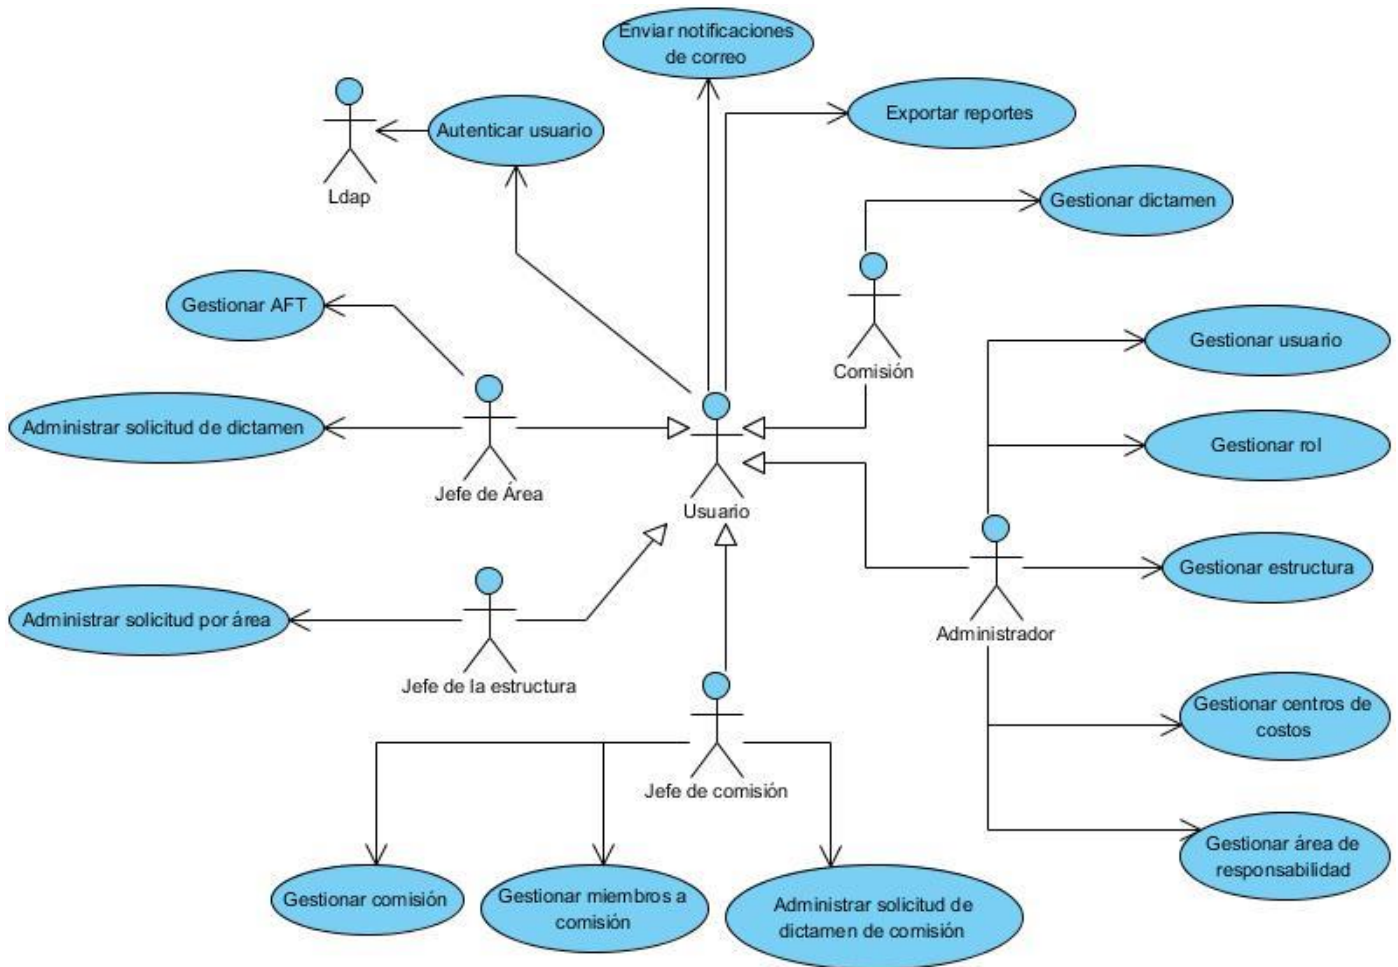 Enviar notificaciones
de correo
Exportar reportes
Autenticar usuario
Ldap
Gestionar dictamen
Gestionar AFT
Gestionar usuario
Comisión
Administrar solicitud de dictamen
Gestionar rol
Jefe de Área
Usuario
Gestionar estructura
Administrar solicitud por área
Administrador
Jefe de la estructura
Gestionar centros de
costos
Jefe de comisión
Gestionar área de
responsabilidad
Gestionar comisión
Gestionar miembros a
comisión
Administrar solicitud de
dictamen de comisión